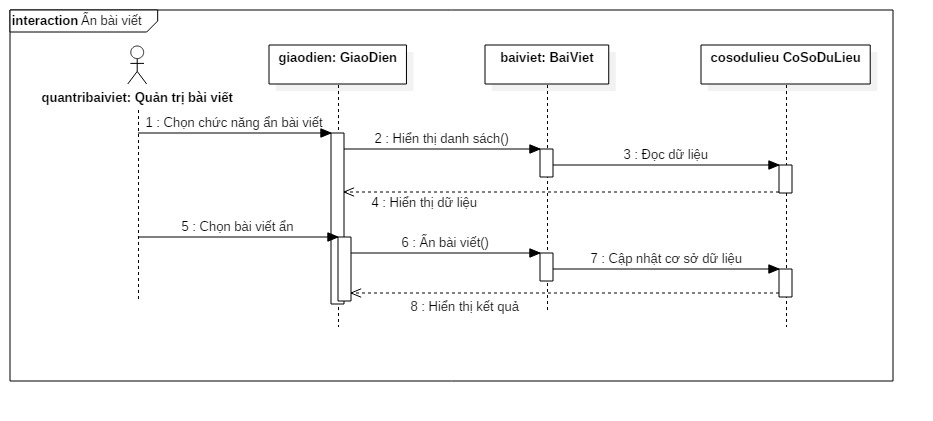 interaction Ẩn bài viết
giaodien: GiaoDien
baiviet: BaiViet
cosodulieu CoSoDuLieu
quantribaiviet: Quản trị bài viết
1 : Chọn chức năng ẩn bài viết
2 : Hiển thị danh sách()
3 : Đọc dữ liệu
4 : Hiển thị dữ liệu
5 : Chọn bài viết ẩn
6 : Ẩn bài viết()
7 : Cập nhật cơ sở dữ liệu
8 : Hiển thị kết quả